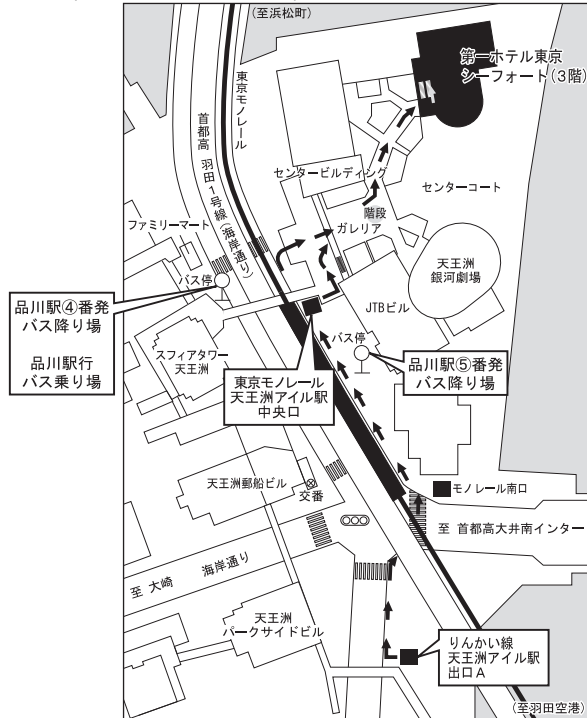 (至浜松町)
第一ホテル東京
シーフォート(3階)
東京モノレール
首都高 羽田1号線(海岸通り)
センタービルディング
センターコート
階段
ファミリーマート
ガレリア
天王洲
銀河劇場
バス停
品川駅④番発
バス降り場
品川駅行
バス乗り場
JTBビル
スフィアタワー
天王洲
バス停
品川駅⑤番発
バス降り場
東京モノレール
天王洲アイル駅
中央口
天王洲郵船ビル
交番
モノレール南口
至 首都高大井南インター
至 大崎 海岸通り
天王洲
パークサイドビル
りんかい線
天王洲アイル駅
出口A
(至羽田空港)